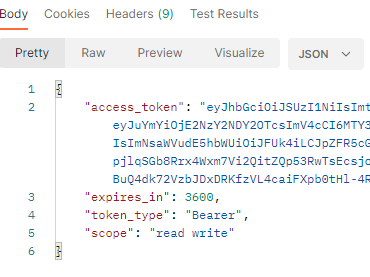 Body Cookies Headers (9) Test Results
Pretty Raw Preview Visualize JSON
1 {
2 "access_token": "eyJhbGciOiJSUzI1NiIsImt
eyJuYmYiOjE2NzY2NDY2OTcsImV4cCI6MTY3
IsImNsaWVudE5hbWUiOiJFUk4iLCJpZFR5cG
pjlqSGb8Rrx4Wxm7Vi2QitZQp53RwTsEcsjc
BuQ4dk72VzbJDxDRKfzVL4caiFXpb0tHl-4R
3 "expires_in": 3600,
4 "token_type": "Bearer",
5 "scope": "read write"
6 }